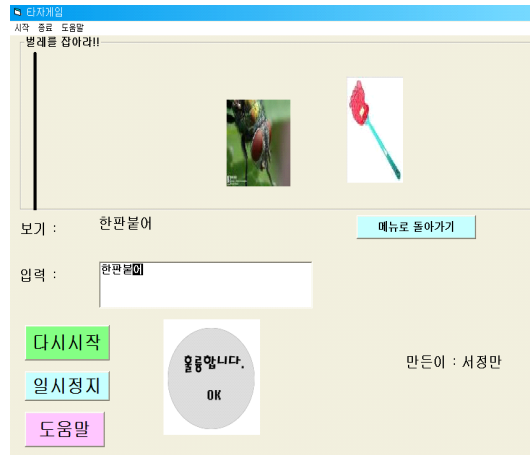 타자게임
시작 종료 도움말
벌레를 잡아라!!
보기 : 한판붙어
메뉴로 돌아가기
입력 : 한판붙어
다시시작
일시정지
도움말
훌륭합니다.
OK
만든이 : 서정만